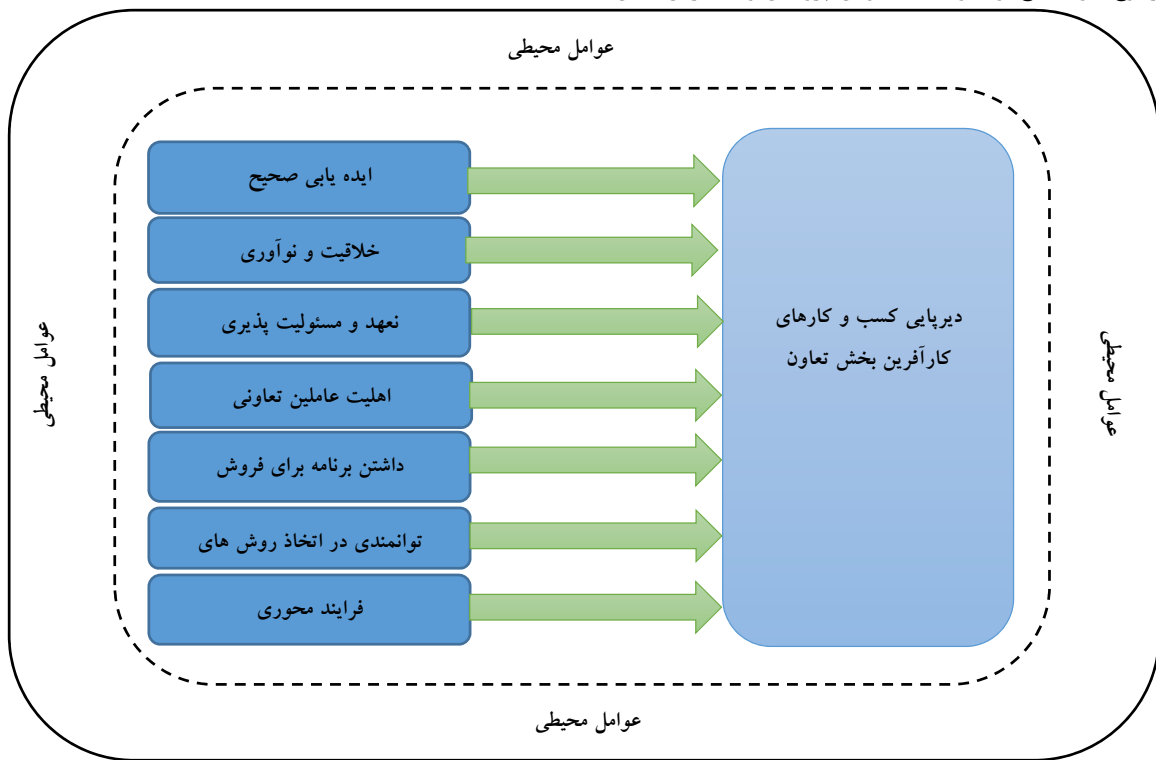 عوامل محیطی
ایده یابی صحیح
خلاقیت و نوآوری
نعهد و مسئولیت پذیری
اهلیت عاملین تعاونی
داشتن برنامه برای فروش
توانمندی در اتخاذ روش های
فرایند محوری
دیرپایی کسب و کارهای
کارآفرین بخش تعاون
عوامل محیطی
عوامل محیطی
عوامل محیطی